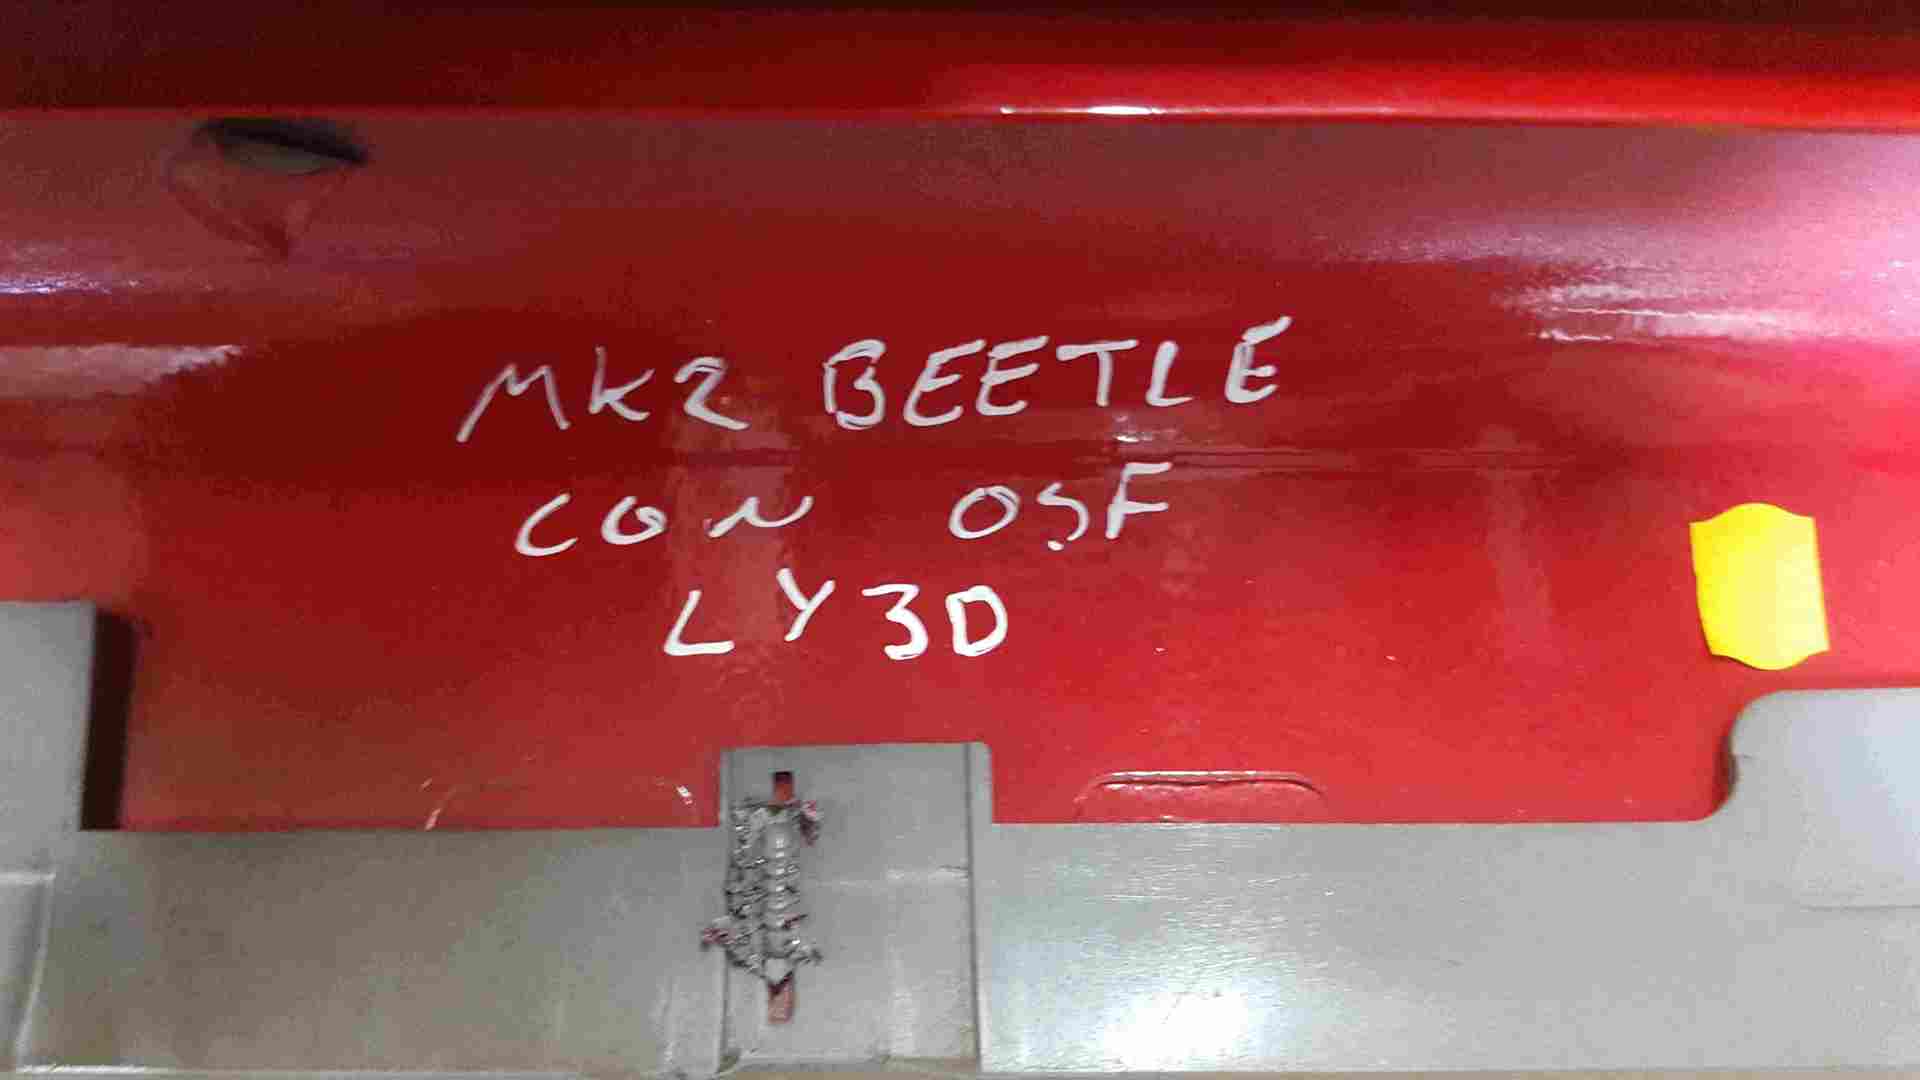 MK2 BEETLE
CON OSF
LY3D